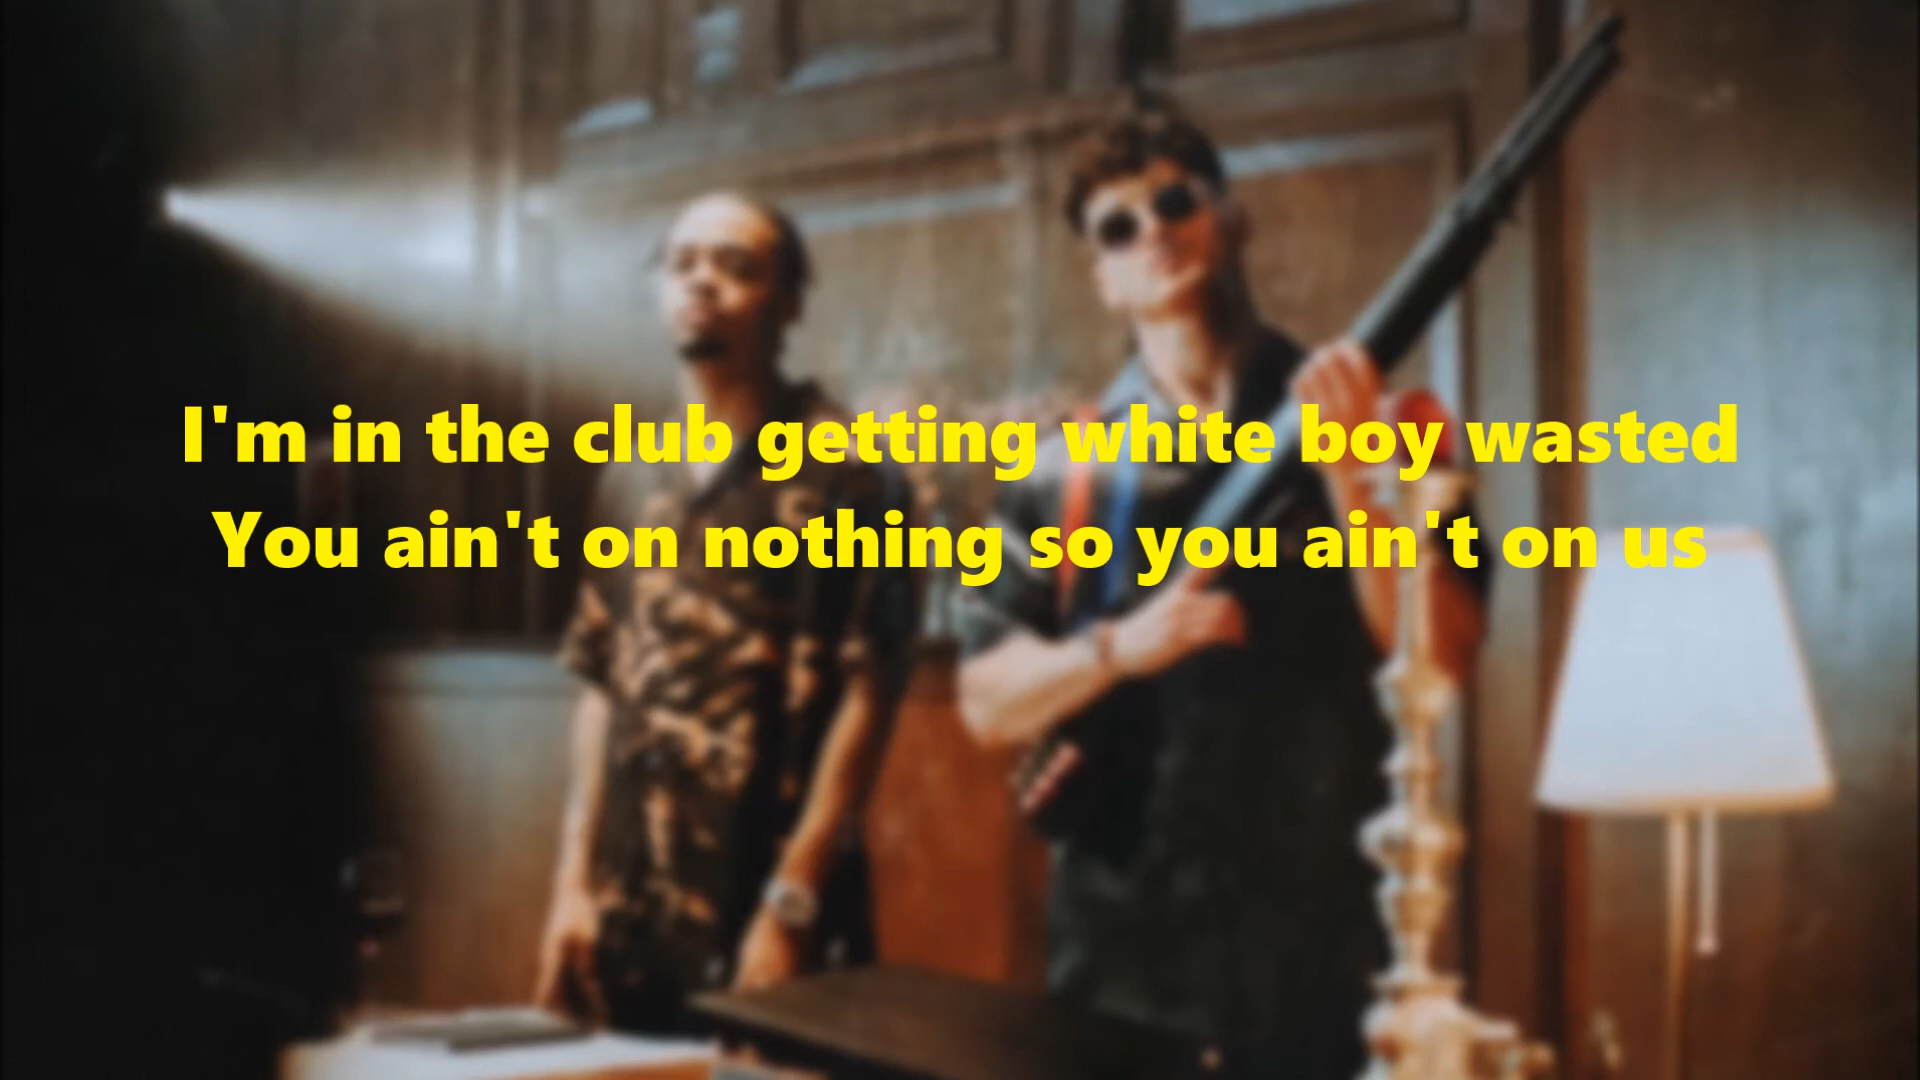 I'm in the club getting white boy wasted
You ain't on nothing so you ain't on us